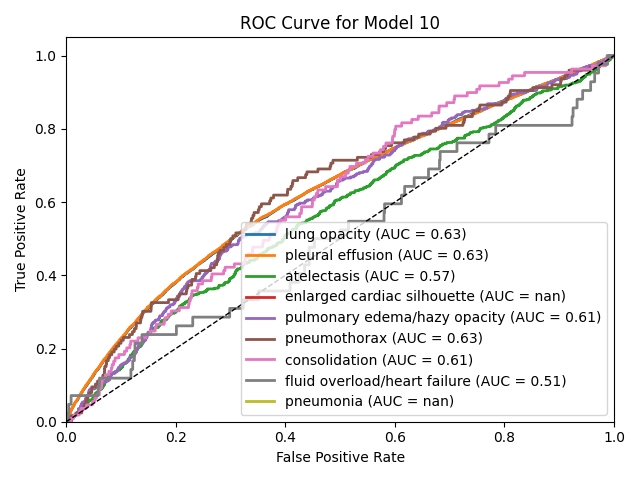 ROC Curve for Model 10
True Positive Rate
1.0
0.8
0.6
0.4
0.2
0.0
lung opacity (AUC = 0.63)
pleural effusion (AUC = 0.63)
atelectasis (AUC = 0.57)
enlarged cardiac silhouette (AUC = nan)
pulmonary edema/hazy opacity (AUC = 0.61)
pneumothorax (AUC = 0.63)
consolidation (AUC = 0.61)
fluid overload/heart failure (AUC = 0.51)
pneumonia (AUC = nan)
0.0 0.2 0.4 0.6 0.8 1.0
False Positive Rate